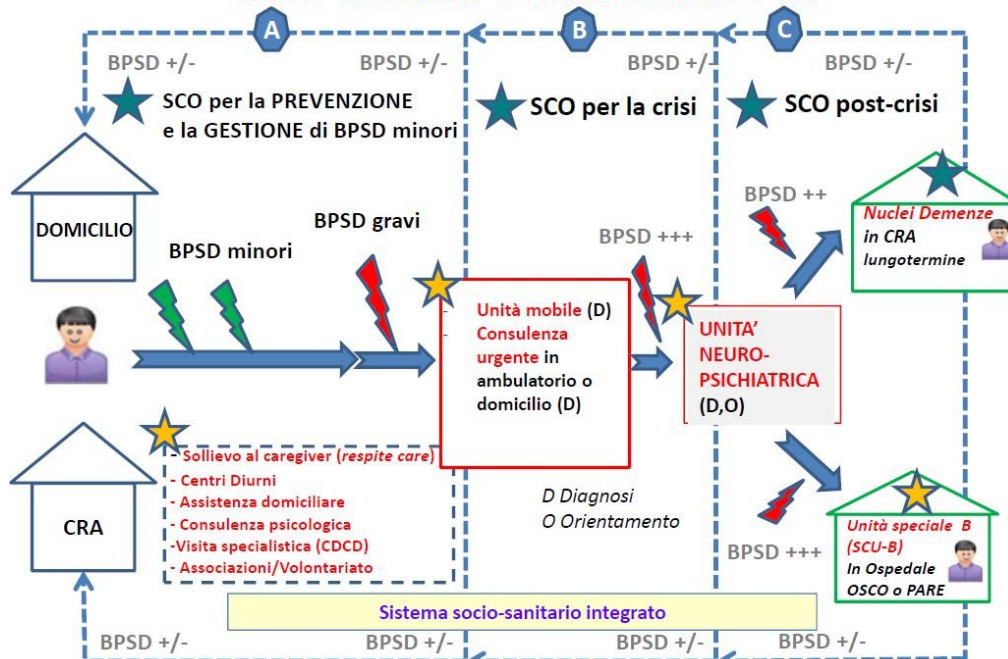 A
B
C
BPSD +/-
BPSD +/-
BPSD +/-
BPSD +/-
BPSD +/-
SCO per la PREVENZIONE
e la GESTIONE di BPSD minori
SCO per la crisi
SCO post-crisi
DOMICILIO
BPSD minori
BPSD gravi
BPSD +++
BPSD ++
Nuclei Demenze
in CRA
lungotermine
- Unità mobile (D)
- Consulenza
urgente in
ambulatorio o
domicilio (D)
UNITA’
NEURO-
PSICHIATRICA
(D,O)
CRA
- Sollievo al caregiver (respite care)
- Centri Diurni
- Assistenza domiciliare
- Consulenza psicologica
-Visita specialistica (CDCD)
- Associazioni/Volontariato
D Diagnosi
O Orientamento
BPSD +++
Unità speciale B
(SCU-B)
In Ospedale
OSCO o PARE
Sistema socio-sanitario integrato
BPSD +/-
BPSD +/-
BPSD +/-
BPSD +/-